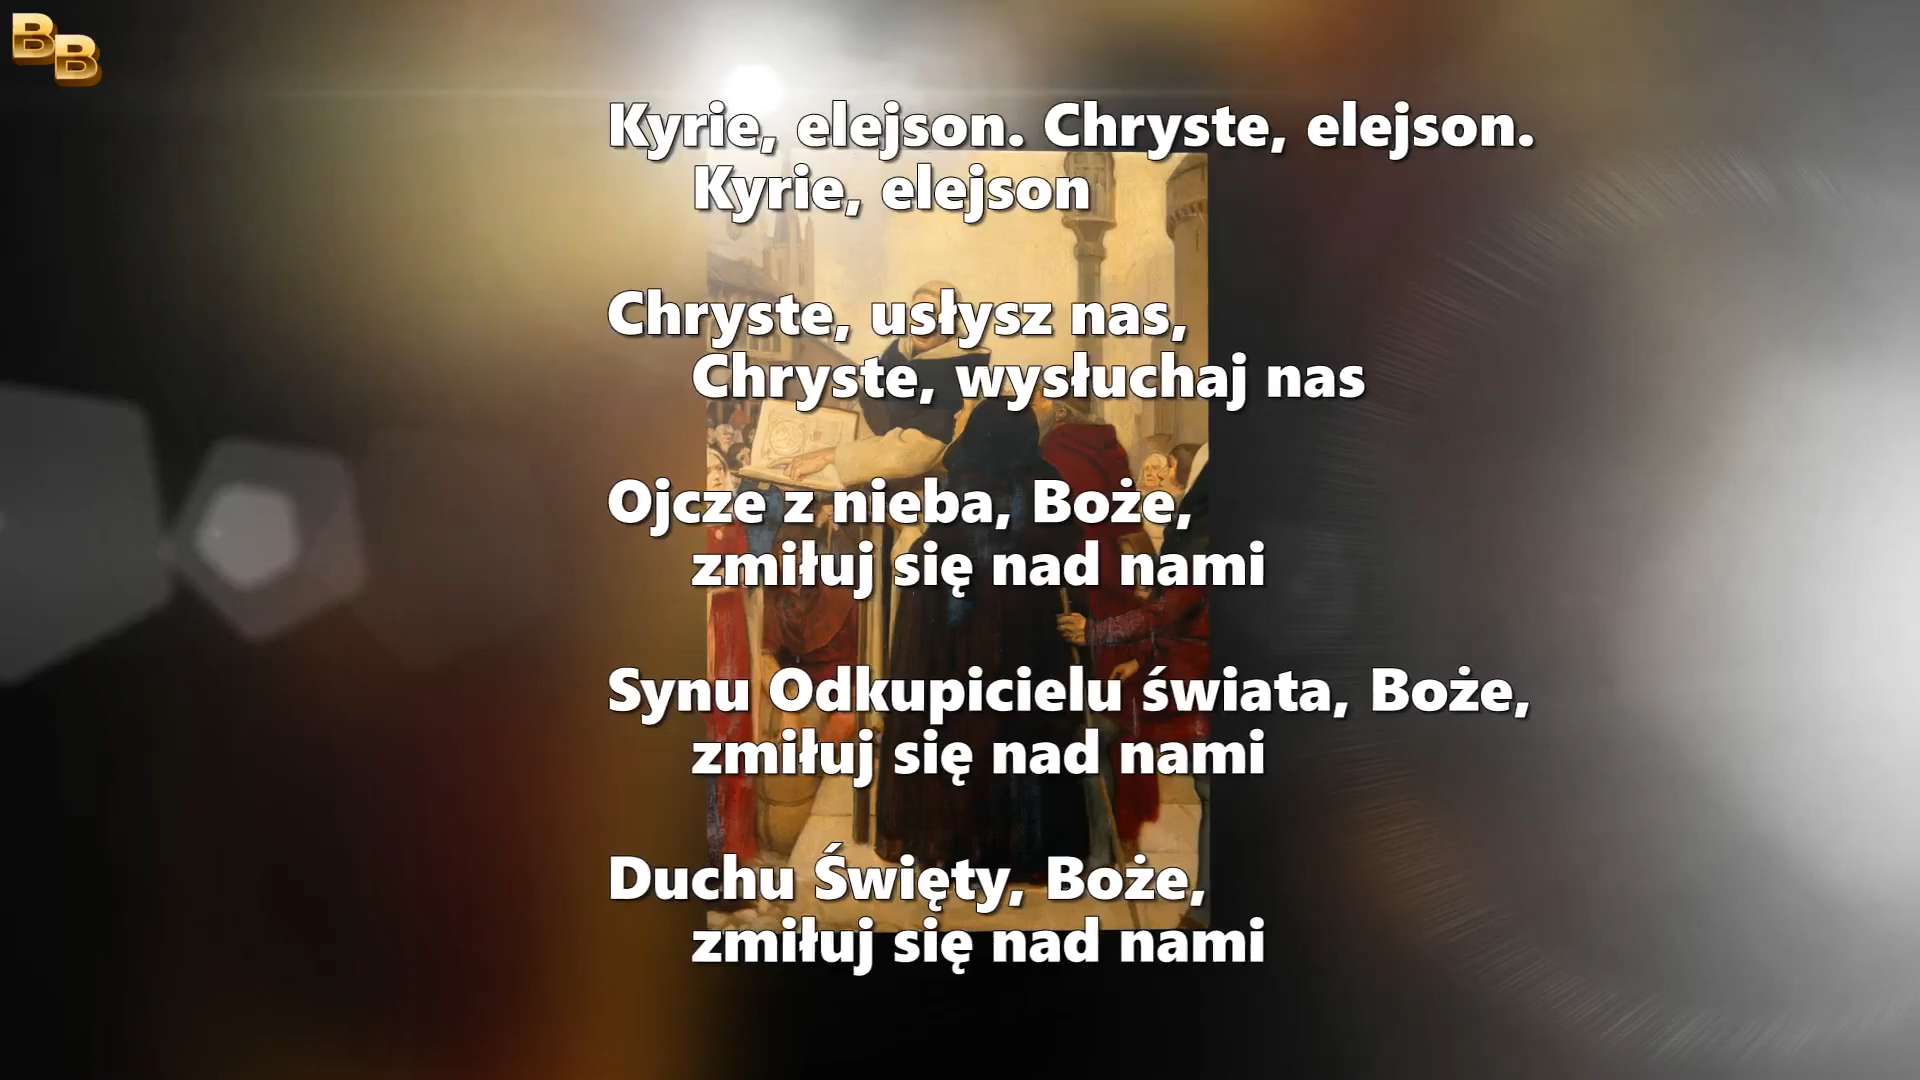 BB
Kyrie, elejson. Chryste, elejson.
Kyrie, elejson
Chryste, usłysz nas,
Chryste, wysłuchaj nas
Ojcze z nieba, Boże,
zmiłuj się nad nami
Synu Odkupicielu świata, Boże,
zmiłuj się nad nami
Duchu Święty, Boże,
zmiłuj się nad nami